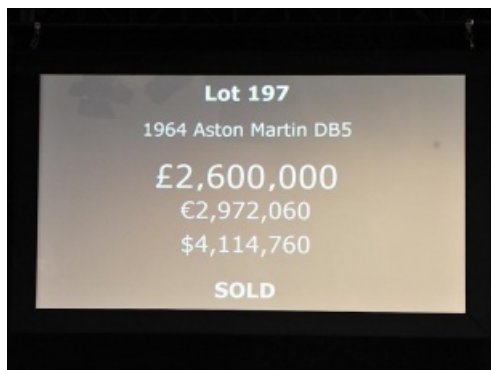 Lot 197
1964 Aston Martin DB5
£2,600,000
€2,972,060
$4,114,760
SOLD